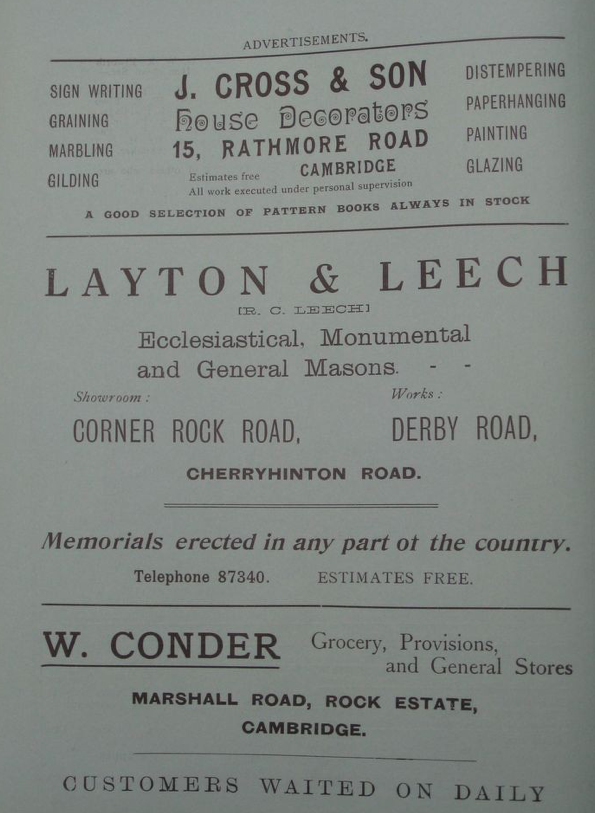 ADVERTISEMENTS.
SIGN WRITING
GRAINING
MARBLING
GILDING
J. CROSS & SON
House Decorators
15, RATHMORE ROAD
Estimates free CAMBRIDGE
All work executed under personal supervision
DISTEMPERING
PAPERHANGING
PAINTING
GLAZING
A GOOD SELECTION OF PATTERN BOOKS ALWAYS IN STOCK
LAYTON & LEECH
[R. C. LEECH]
Ecclesiastical, Monumental
and General Masons. - -
Showroom : Works :
CORNER ROCK ROAD, DERBY ROAD,
CHERRYHINTON ROAD.
Memorials erected in any part of the country.
Telephone 87340. ESTIMATES FREE.
W. CONDER
Grocery, Provisions,
and General Stores
MARSHALL ROAD, ROCK ESTATE,
CAMBRIDGE.
CUSTOMERS WAITED ON DAILY